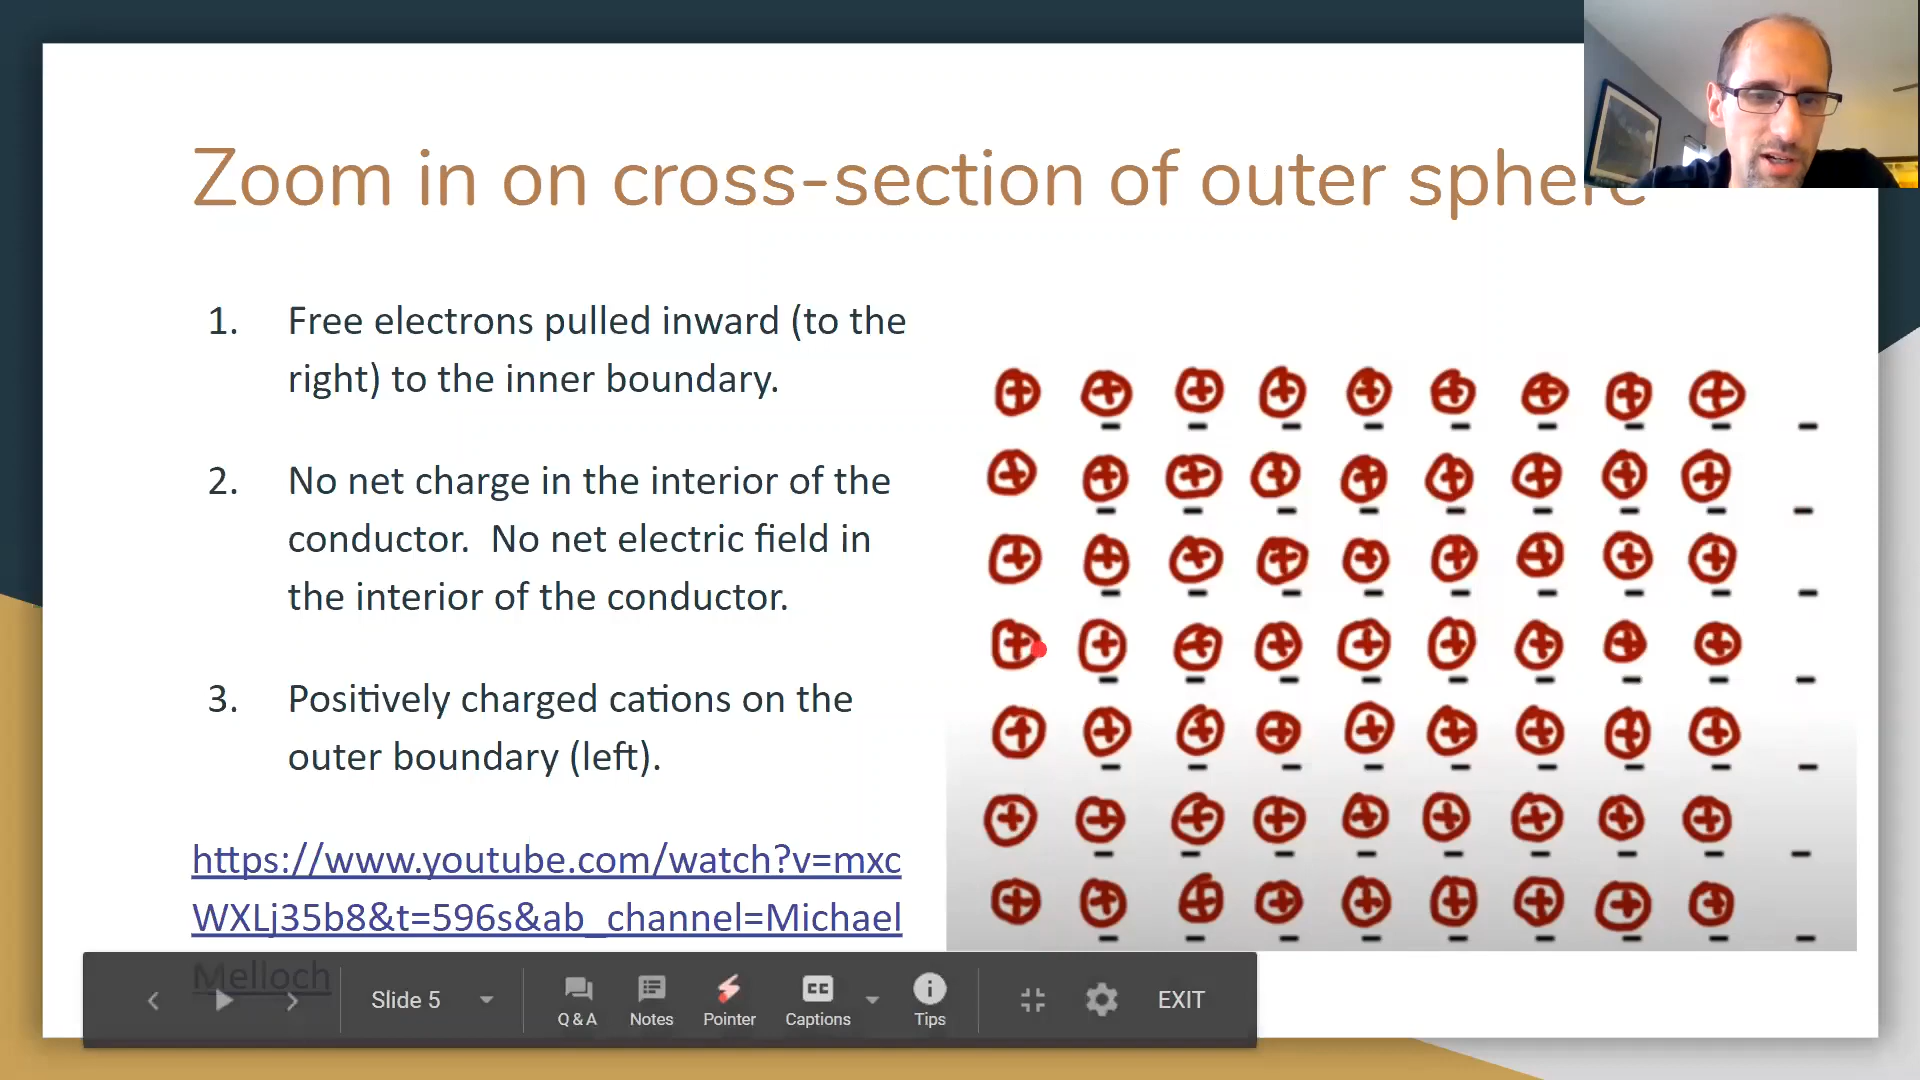 Zoom in on cross-section of outer sphere
1. Free electrons pulled inward (to the
right) to the inner boundary.
2. No net charge in the interior of the
conductor. No net electric field in
the interior of the conductor.
3. Positively charged cations on the
outer boundary (left).
https://www.youtube.com/watch?v=mxc
WXLj35b8&t=596s&ab_channel=Michael
Melloch
Slide 5
Q & A Notes Pointer CC Captions Tips EXIT